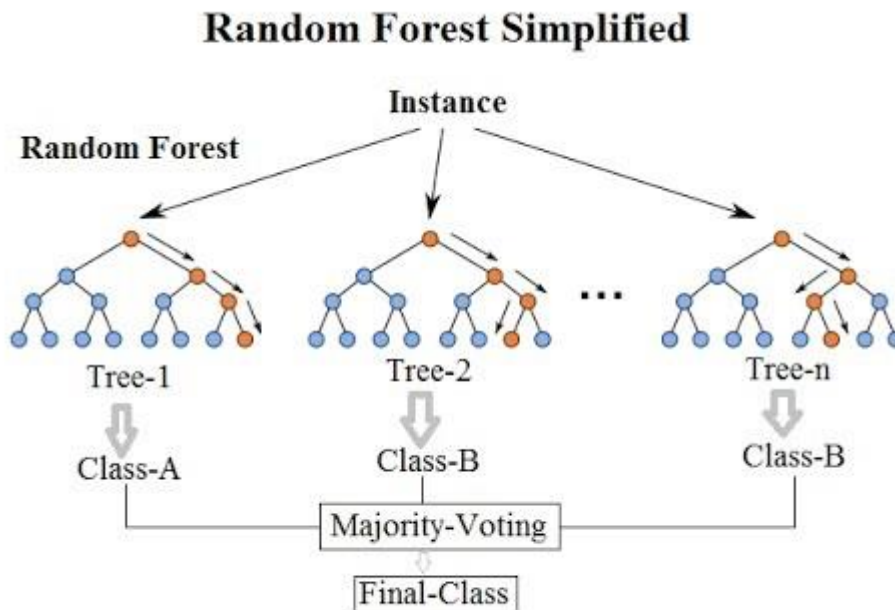 Random Forest Simplified
Instance
Random Forest
...
Tree-1
Tree-2
Tree-n
Class-A
Class-B
Class-B
Majority-Voting
Final-Class